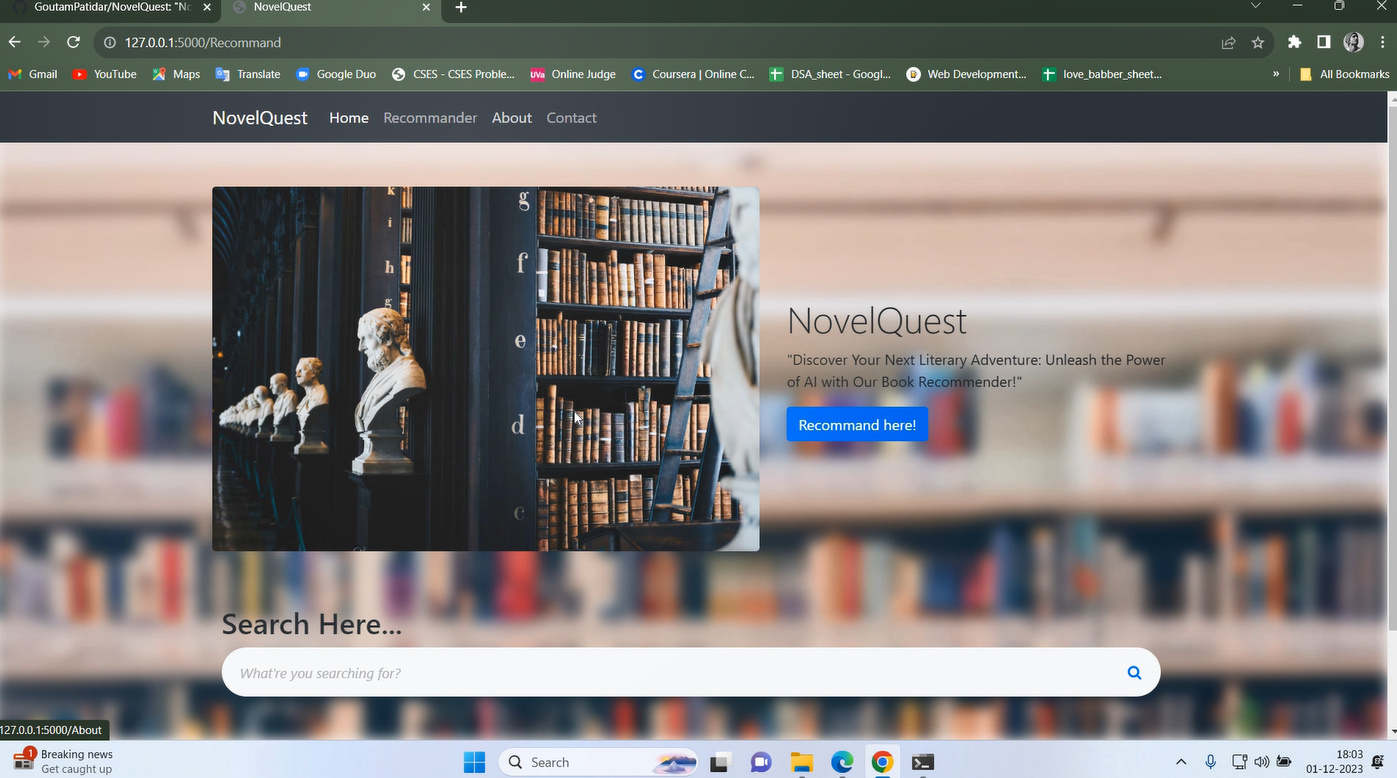 GoutamPatidar/NovelQuest: "No
NovelQuest
127.0.0.1:5000/Recommand
Gmail YouTube Maps Translate Google Duo CSES - CSES Proble... UVa Online Judge Coursera | Online C... DSA_sheet - Googl... Web Development... love_babber_sheet... » All Bookmarks
NovelQuest Home Recommander About Contact
k
i
h
g
g
f
e
d
c
NovelQuest
"Discover Your Next Literary Adventure: Unleash the Power
of AI with Our Book Recommender!"
Recommand here!
Search Here...
What're you searching for?
127.0.0.1:5000/About
1
Breaking news
Get caught up
Search
18:03
01-12-2023